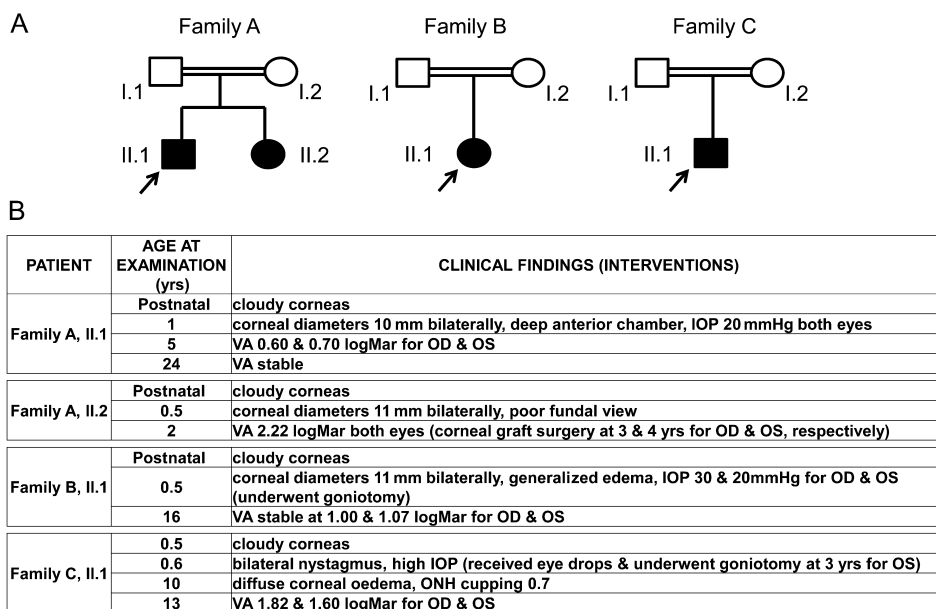 A
Family A
Family B
Family C
I.1
I.2
I.1
I.2
I.1
I.2
II.1
II.2
II.1
II.1
B
PATIENT
AGE AT
EXAMINATION
(yrs)
CLINICAL FINDINGS (INTERVENTIONS)
Family A, II.1
Postnatal
cloudy corneas
1
corneal diameters 10 mm bilaterally, deep anterior chamber, IOP 20 mmHg both eyes
5
VA 0.60 & 0.70 logMar for OD & OS
24
VA stable
Family A, II.2
Postnatal
cloudy corneas
0.5
corneal diameters 11 mm bilaterally, poor fundal view
2
VA 2.22 logMar both eyes (corneal graft surgery at 3 & 4 yrs for OD & OS, respectively)
Family B, II.1
Postnatal
cloudy corneas
0.5
corneal diameters 11 mm bilaterally, generalized edema, IOP 30 & 20mmHg for OD & OS
(underwent goniotomy)
16
VA stable at 1.00 & 1.07 logMar for OD & OS
Family C, II.1
0.5
cloudy corneas
0.6
bilateral nystagmus, high IOP (received eye drops & underwent goniotomy at 3 yrs for OS)
10
diffuse corneal oedema, ONH cupping 0.7
13
VA 1.82 & 1.60 logMar for OD & OS